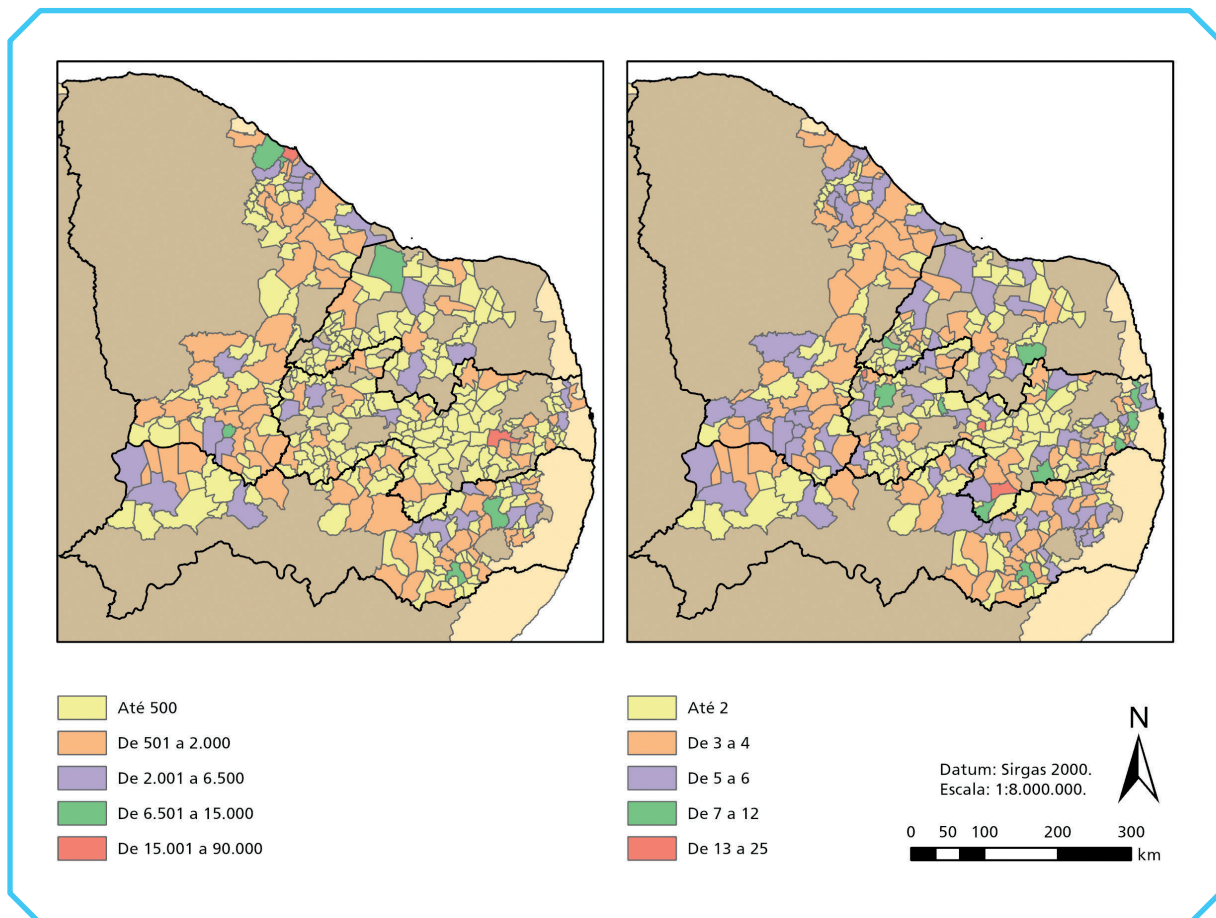 Até 500
De 501 a 2.000
De 2.001 a 6.500
De 6.501 a 15.000
De 15.001 a 90.000
Até 2
De 3 a 4
De 5 a 6
De 7 a 12
De 13 a 25
Datum: Sirgas 2000.
Escala: 1:8.000.000.
N
0 50 100 200 300
km